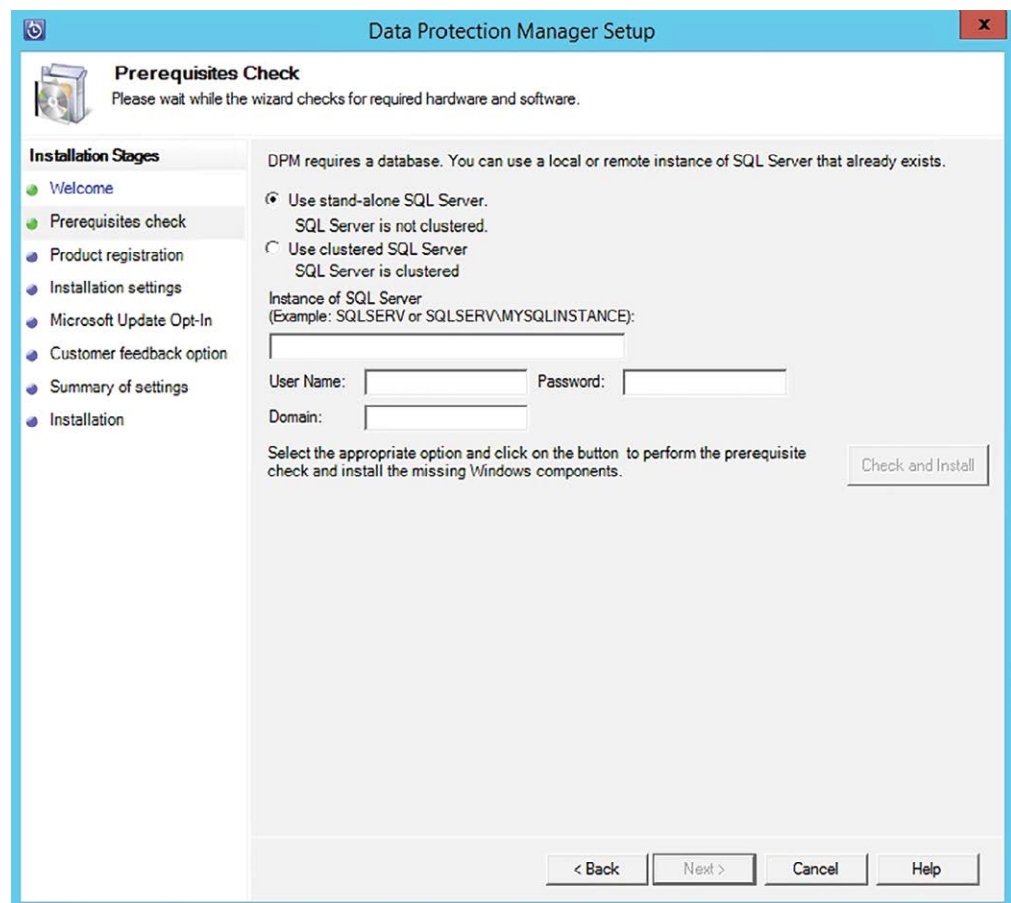 Data Protection Manager Setup
x
Prerequisites Check
Please wait while the wizard checks for required hardware and software.
Installation Stages
Welcome
Prerequisites check
Product registration
Installation settings
Microsoft Update Opt-In
Customer feedback option
Summary of settings
Installation
DPM requires a database. You can use a local or remote instance of SQL Server that already exists.
Use stand-alone SQL Server.
SQL Server is not clustered.
Use clustered SQL Server
SQL Server is clustered
Instance of SQL Server
(Example: SQLSERV or SQLSERV\MYSQLINSTANCE):
User Name:
Password:
Domain:
Select the appropriate option and click on the button to perform the prerequisite
check and install the missing Windows components.
Check and Install
< Back
Next >
Cancel
Help